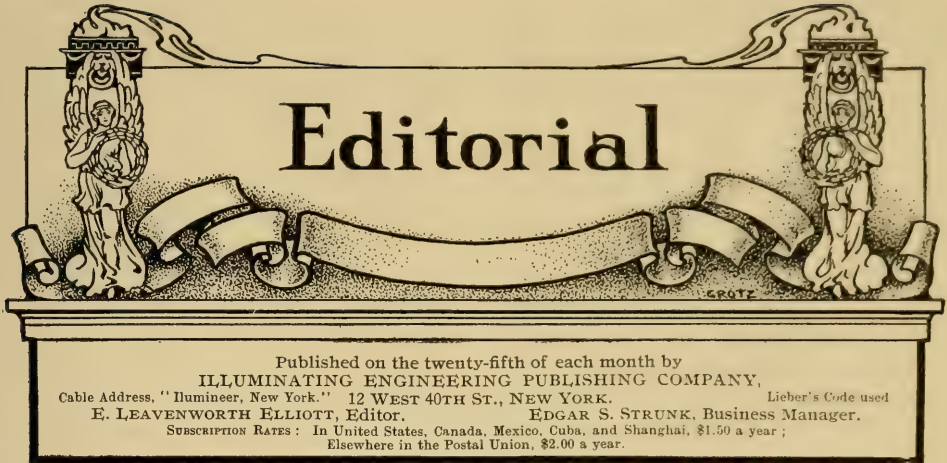 Editorial
GROTZ
Published on the twenty-fifth of each month by
ILLUMINATING ENGINEERING PUBLISHING COMPANY,
Cable Address, "Ilumineer, New York." 12 WEST 40TH ST., NEW YORK. Lieber's Code used
E. LEAVENWORTH ELLIOTT, Editor. EDGAR S. STRUNK, Business Manager.
SUBSCRIPTION RATES: In United States, Canada, Mexico, Cuba, and Shanghai, $1.50 a year;
Elsewhere in the Postal Union, $2.00 a year.